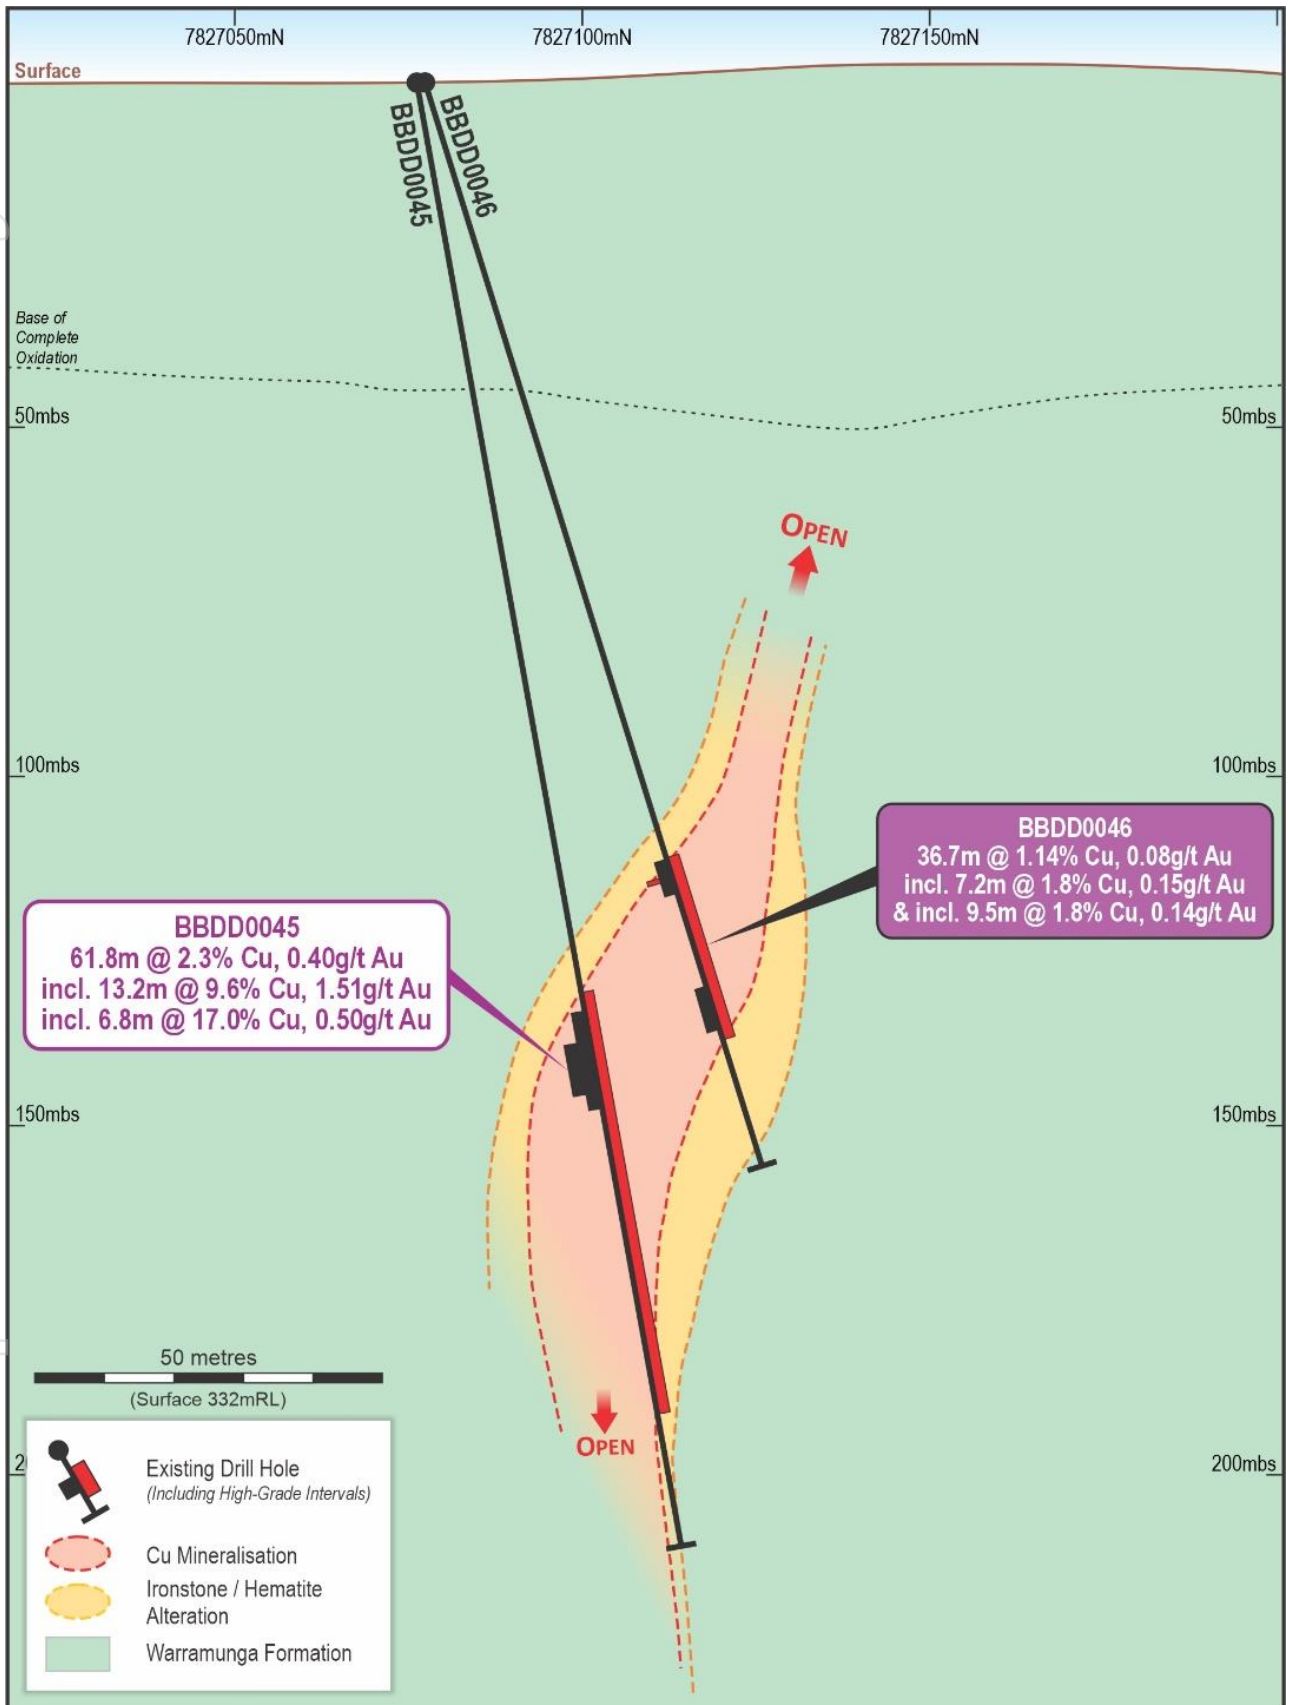 7827050mN
7827100mN
7827150mN
Surface
BBDD0045
BBDD0046
Base of
Complete
Oxidation
50mbs
50mbs
OPEN
100mbs
100mbs
BBDD0046
36.7m @ 1.14% Cu, 0.08g/t Au
incl. 7.2m @ 1.8% Cu, 0.15g/t Au
& incl. 9.5m @ 1.8% Cu, 0.14g/t Au
BBDD0045
61.8m @ 2.3% Cu, 0.40g/t Au
incl. 13.2m @ 9.6% Cu, 1.51g/t Au
incl. 6.8m @ 17.0% Cu, 0.50g/t Au
150mbs
150mbs
50 metres
(Surface 332mRL)
OPEN
200mbs
Existing Drill Hole
(Including High-Grade Intervals)
Cu Mineralisation
Ironstone / Hematite
Alteration
Warramunga Formation